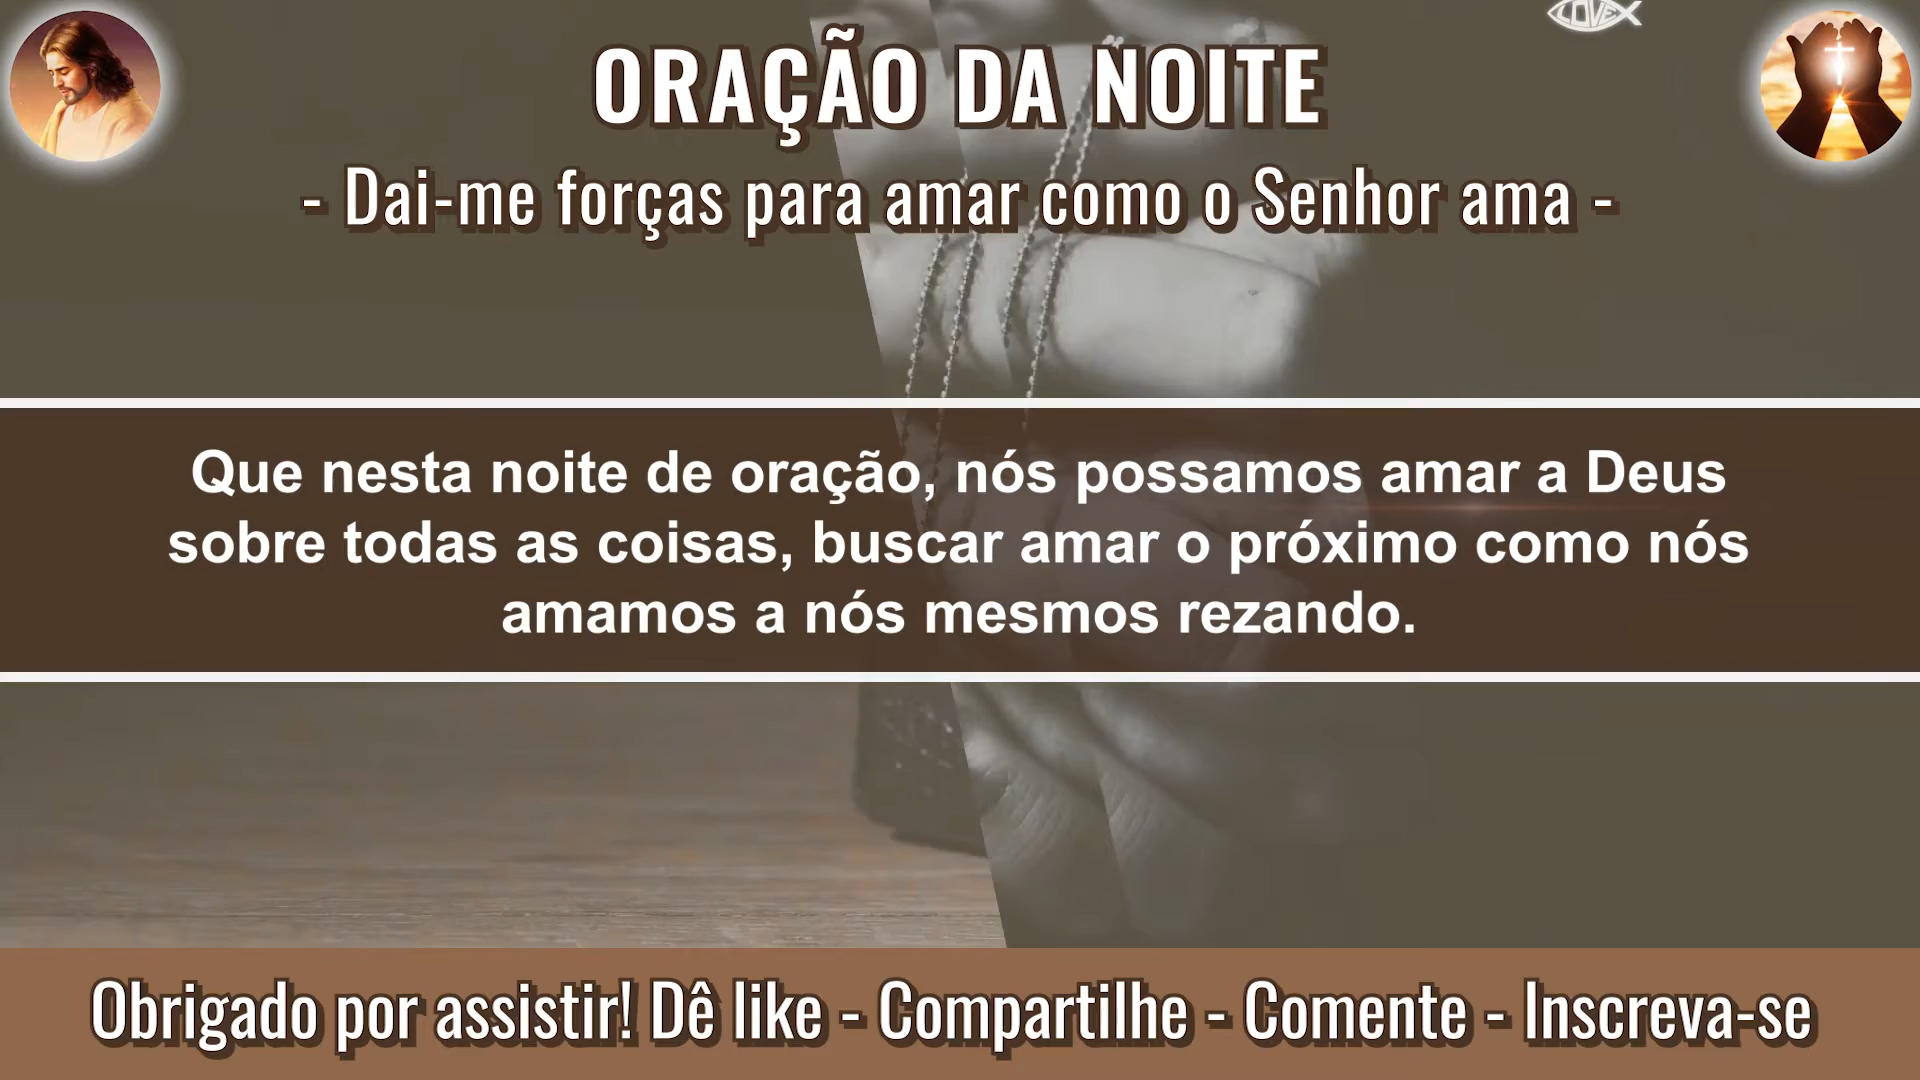 LOVE
ORAÇÃO DA NOITE
- Dai-me forças para amar como o Senhor ama -
Que nesta noite de oração, nós possamos amar a Deus
sobre todas as coisas, buscar amar o próximo como nós
amamos a nós mesmos rezando.
Obrigado por assistir! Dê like - Compartilhe - Comente - Inscreva-se